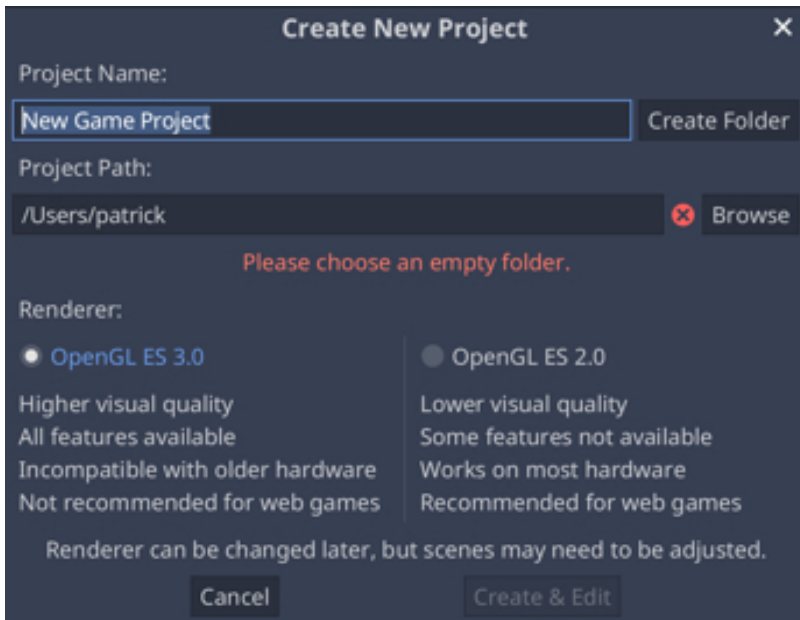 Create New Project
Project Name:
New Game Project
Create Folder
Project Path:
/Users/patrick
Browse
Please choose an empty folder.
Renderer:
OpenGL ES 3.0
Higher visual quality
All features available
Incompatible with older hardware
Not recommended for web games
OpenGL ES 2.0
Lower visual quality
Some features not available
Works on most hardware
Recommended for web games
Renderer can be changed later, but scenes may need to be adjusted.
Cancel
Create & Edit